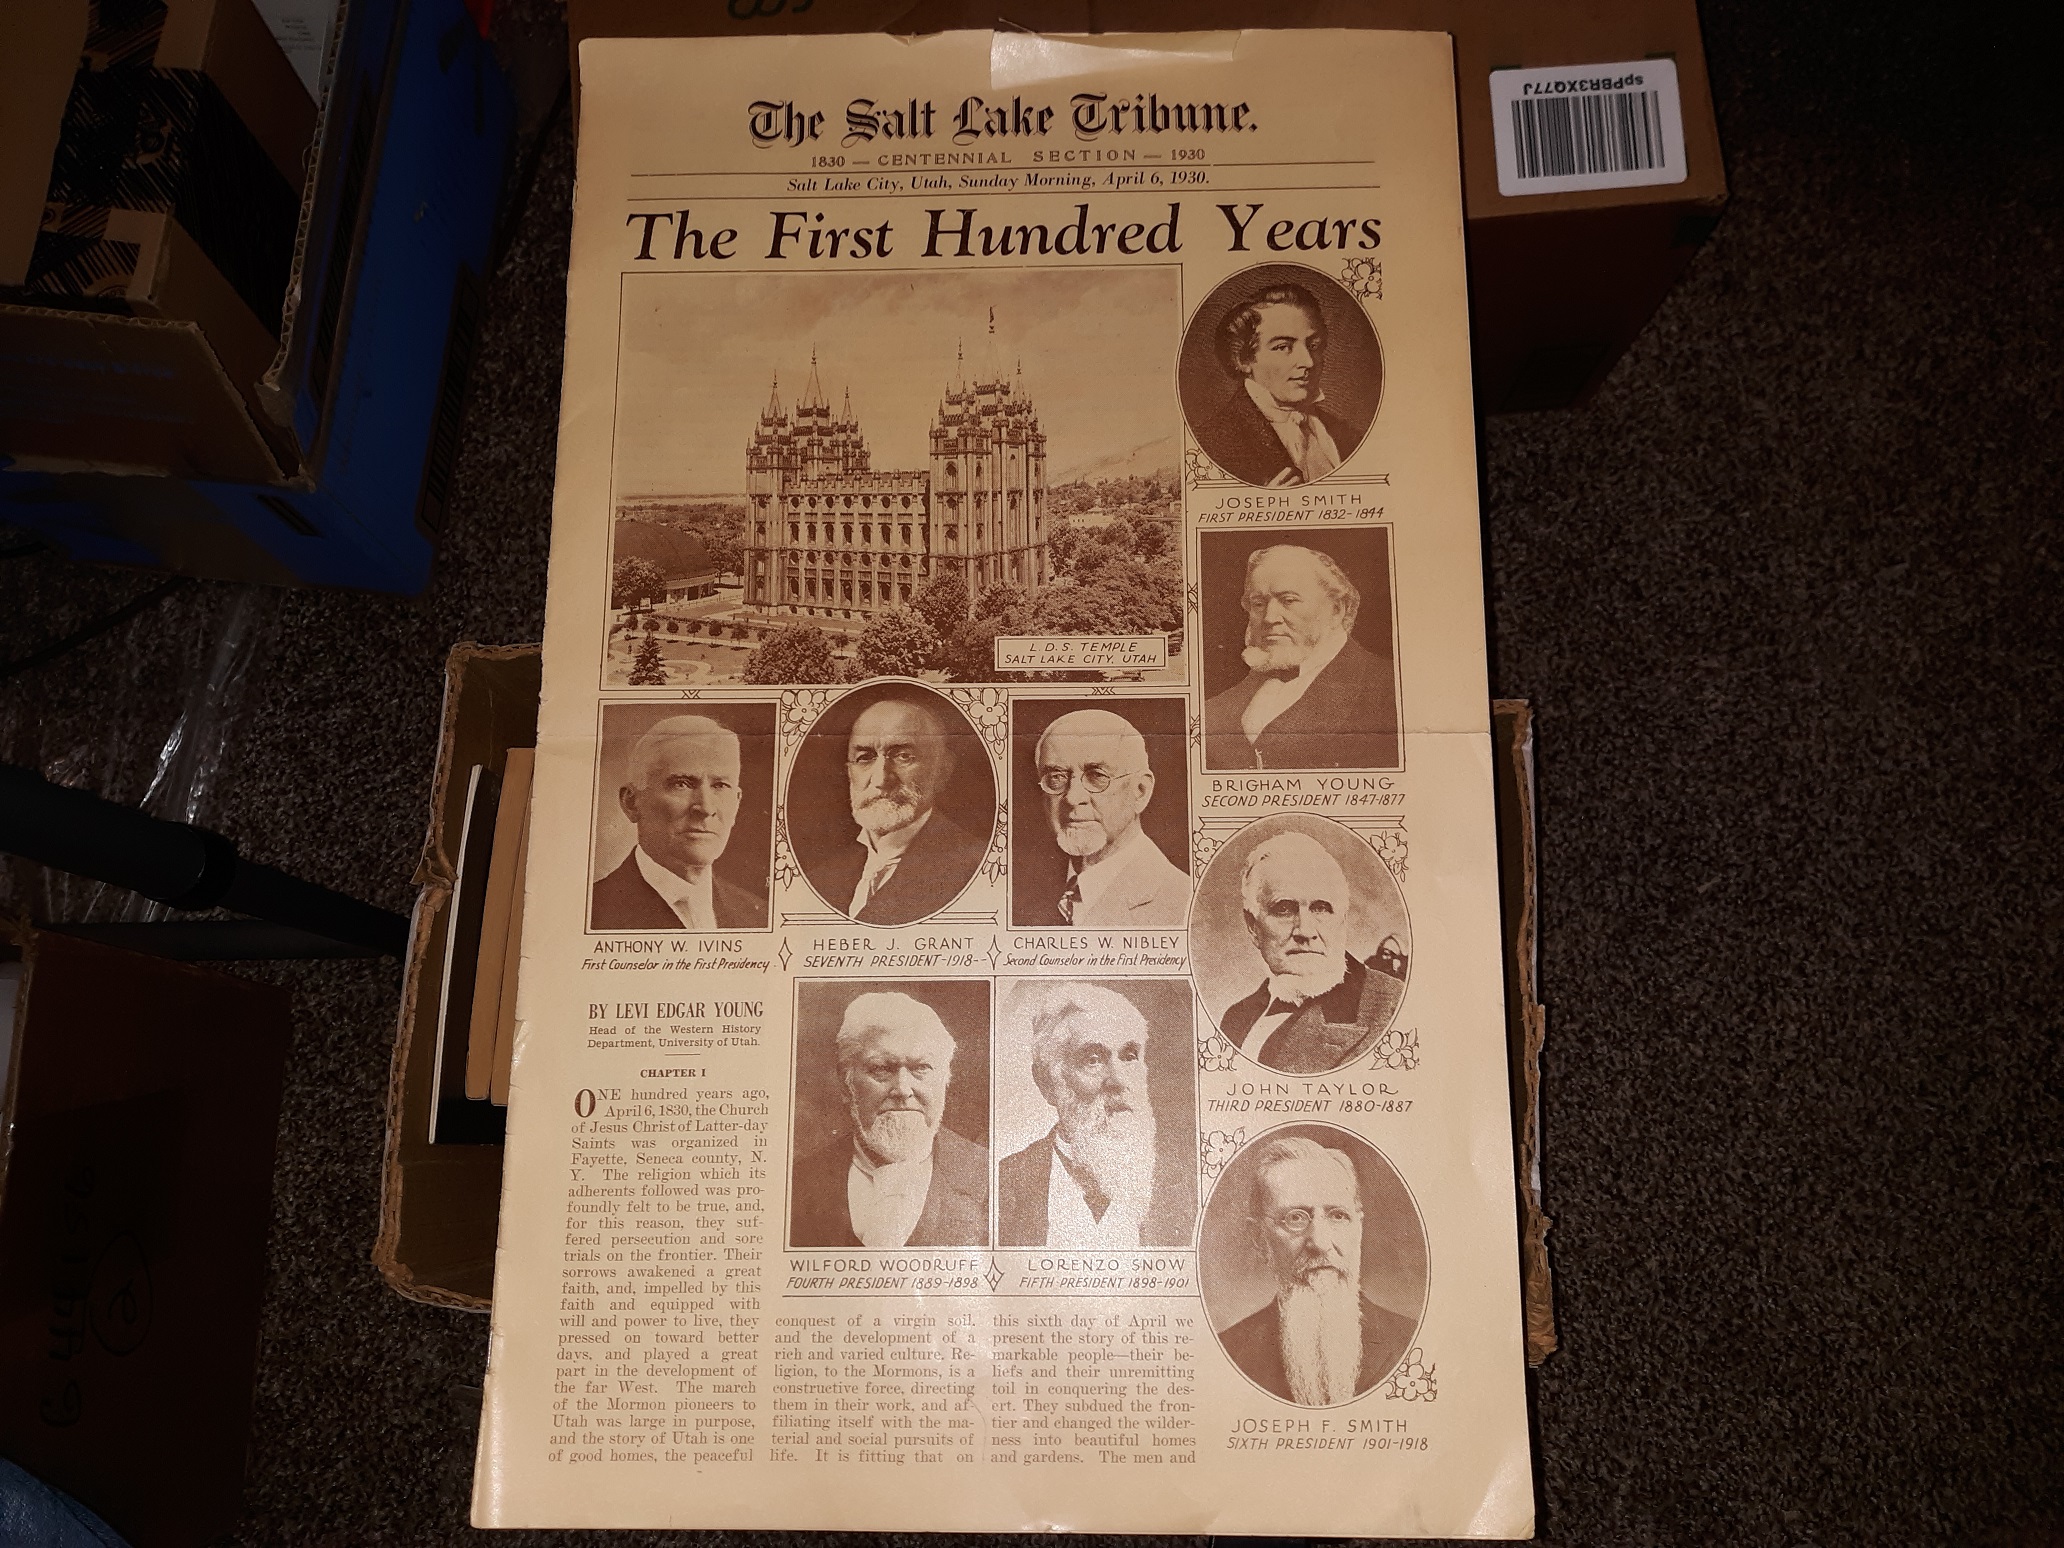 The Salt Lake Tribune.
1830 — CENTENNIAL SECTION — 1930
Salt Lake City, Utah, Sunday Morning, April 6, 1930.
The First Hundred Years
L.D.S. TEMPLE
SALT LAKE CITY, UTAH
JOSEPH SMITH
FIRST PRESIDENT 1832-1844
BRIGHAM YOUNG
SECOND PRESIDENT 1847-1877
ANTHONY W. IVINS
First Counselor in the First Presidency
HEBER J. GRANT
SEVENTH PRESIDENT-1918--
CHARLES W. NIBLEY
Second Counselor in the First Presidency
JOHN TAYLOR
THIRD PRESIDENT 1880-1887
WILFORD WOODRUFF
FOURTH PRESIDENT 1889-1898
LORENZO SNOW
FIFTH PRESIDENT 1898-1901
JOSEPH F. SMITH
SIXTH PRESIDENT 1901-1918
BY LEVI EDGAR YOUNG
Head of the Western History
Department, University of Utah.
CHAPTER I
ONE hundred years ago,
April 6, 1830, the Church
of Jesus Christ of Latter-day
Saints was organized in
Fayette, Seneca county, N.
Y. The religion which its
adherents followed was pro-
foundly felt to be true, and,
for this reason, they suf-
fered persecution and sore
trials on the frontier. Their
sorrows awakened a great
faith, and, impelled by this
faith and equipped with
will and power to live, they
pressed on toward better
days, and played a great
part in the development of
the far West. The march
of the Mormon pioneers to
Utah was large in purpose,
and the story of Utah is one
of good homes, the peaceful
conquest of a virgin soil,
and the development of a
rich and varied culture. Re-
ligion, to the Mormons, is a
constructive force, directing
them in their work, and af-
filiating itself with the ma-
terial and social pursuits of
life. It is fitting that on
this sixth day of April we
present the story of this re-
markable people—their be-
liefs and their unremitting
toil in conquering the des-
ert. They subdued the fron-
tier and changed the wilder-
ness into beautiful homes
and gardens. The men and
spPBR3XQ77J